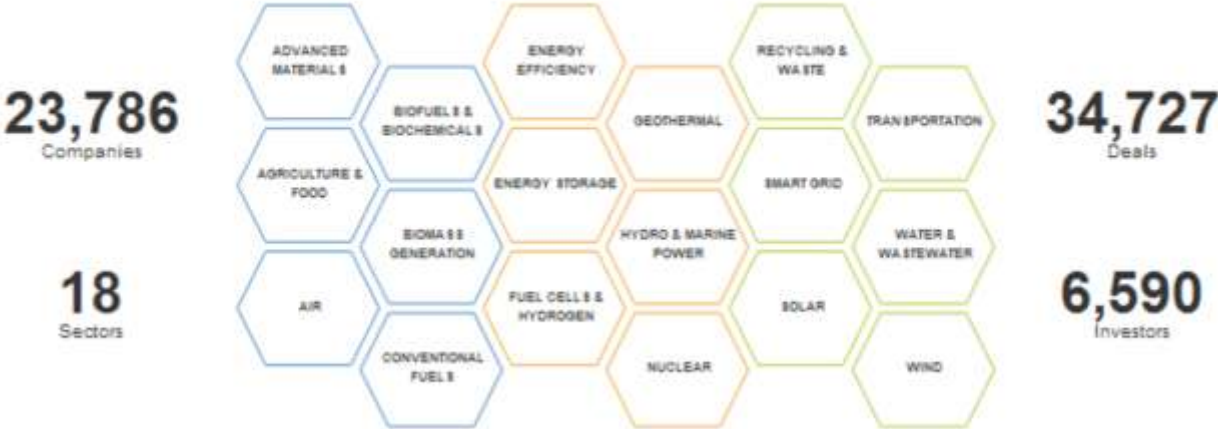 23,786
Companies
18
Sectors
ADVANCED
MATERIALS
AGRICULTURE &
FOOD
AIR
BIOFUELS &
BIOCHEMICALS
BIOMASS
GENERATION
CONVENTIONAL
FUELS
ENERGY
EFFICIENCY
ENERGY STORAGE
FUEL CELLS &
HYDROGEN
GEOTHERMAL
HYDRO & MARINE
POWER
NUCLEAR
RECYCLING &
WASTE
SMART GRID
SOLAR
TRANSPORTATION
WATER &
WASTEWATER
WIND
34,727
Deals
6,590
Investors